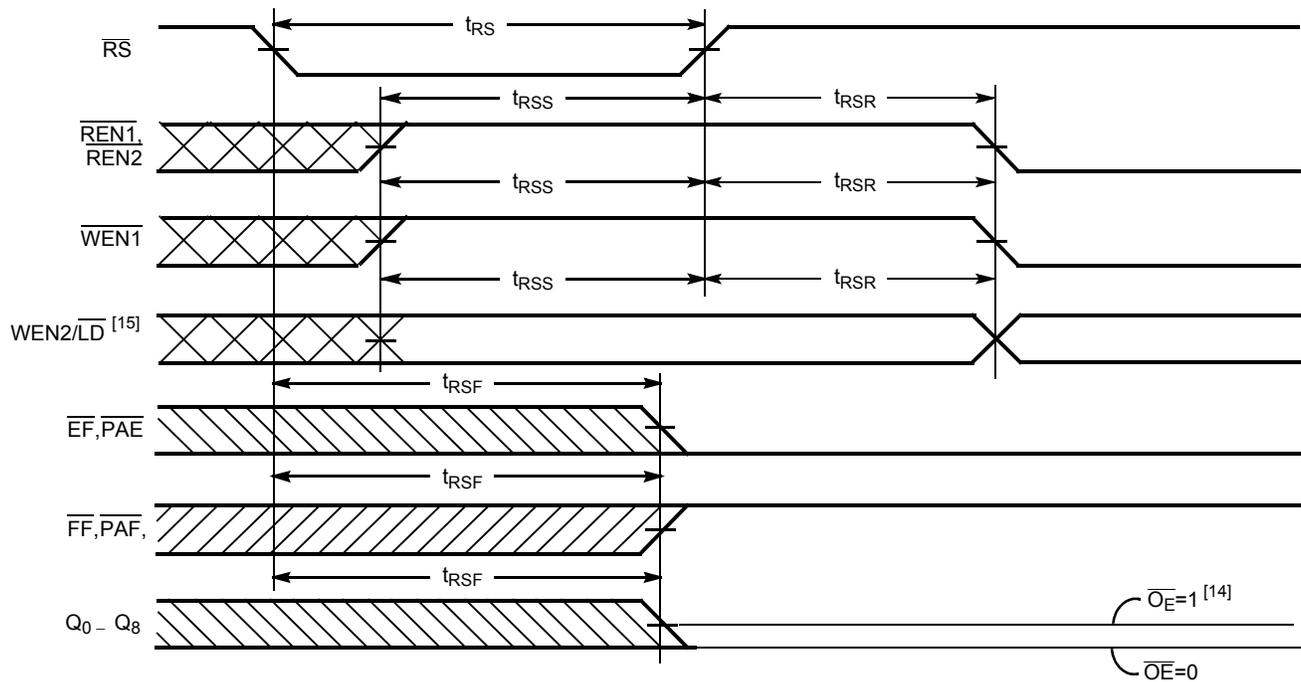 tRS
RS
tRSS
tRSR
REN1,
REN2
tRSS
tRSR
WEN1
tRSS
tRSR
WEN2/LD [15]
tRSF
EF,PAE
tRSF
FF,PAF,
tRSF
OE=1 [14]
Q0 – Q8
OE=0